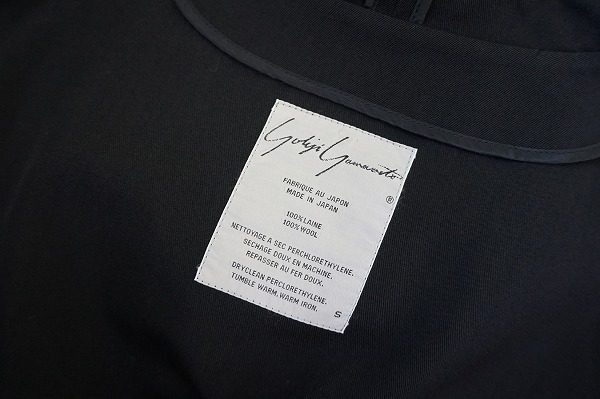 Yohji Yamamoto
®
FABRIQUE AU JAPON
MADE IN JAPAN
100% LAINE
100% WOOL
NETTOYAGE A SEC PERCHLORETHYLENE.
SECHAGE DOUX EN MACHINE.
REPASSER AU FER DOUX.
DRYCLEAN PERCLORETHYLENE.
TUMBLE WARM. WARM IRON.
S